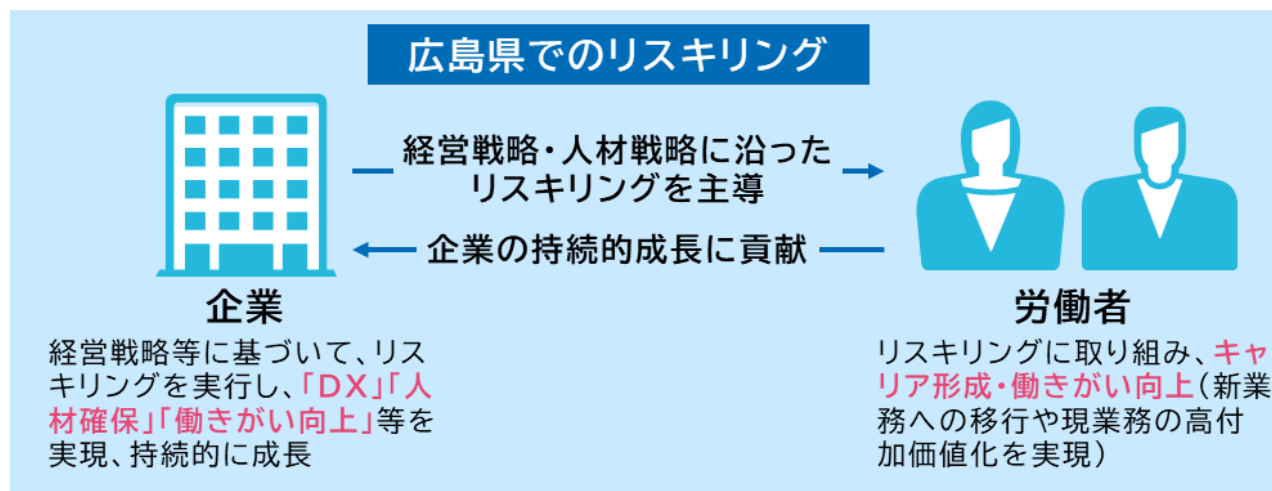 広島県でのリスキリング
経営戦略・人材戦略に沿った
リスキリングを主導
企業の持続的成長に貢献
企業
経営戦略等に基づいて、リス
キリングを実行し、「DX」「人
材確保」「働きがい向上」等を
実現、持続的に成長
労働者
リスキリングに取り組み、キャ
リア形成・働きがい向上(新業
務への移行や現業務の高付
加価値化を実現)